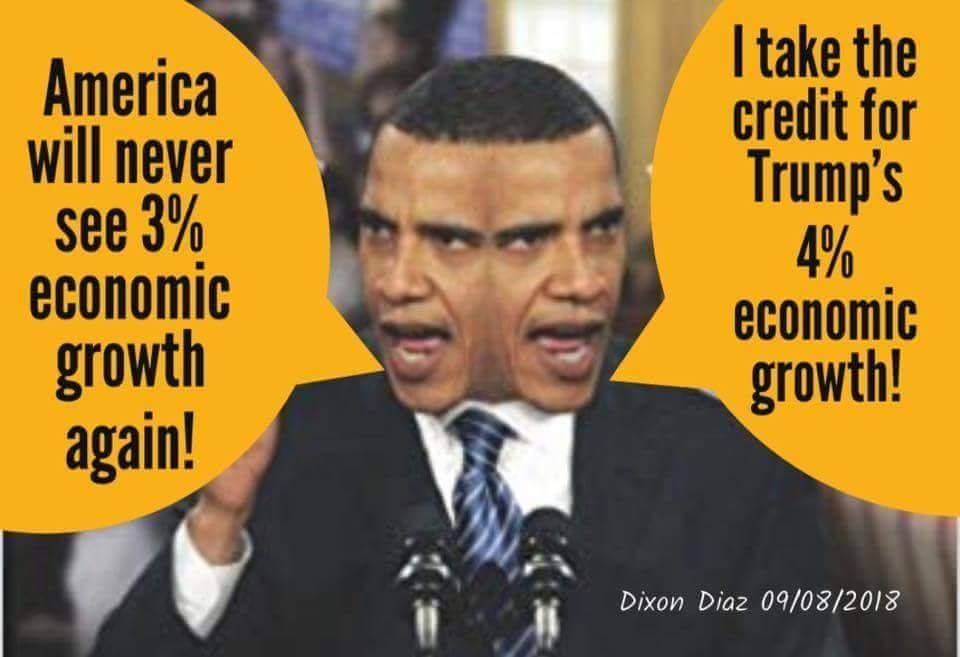 America
will never
see 3%
economic
growth
again!
I take the
credit for
Trump's
4%
economic
growth!
Dixon Diaz 09/08/2018